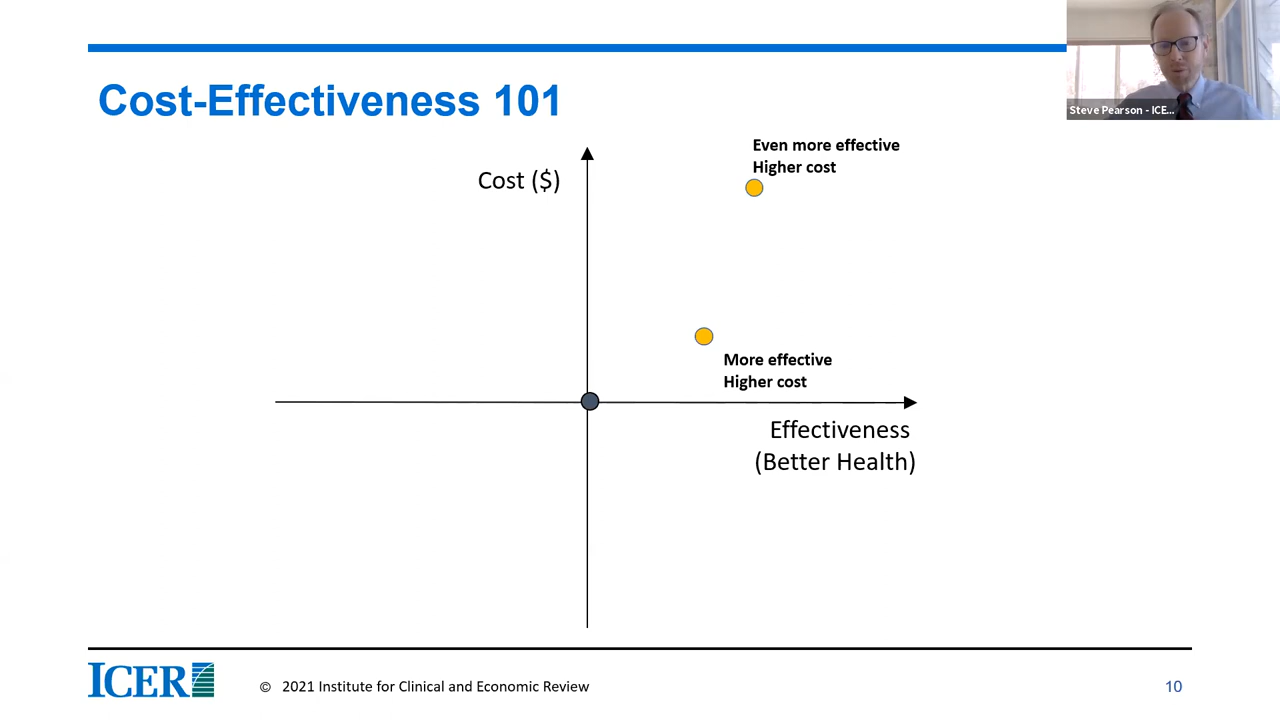 Cost-Effectiveness 101
Steve Pearson - ICE...
Even more effective
Higher cost
Cost ($)
More effective
Higher cost
Effectiveness
(Better Health)
ICER
© 2021 Institute for Clinical and Economic Review
10